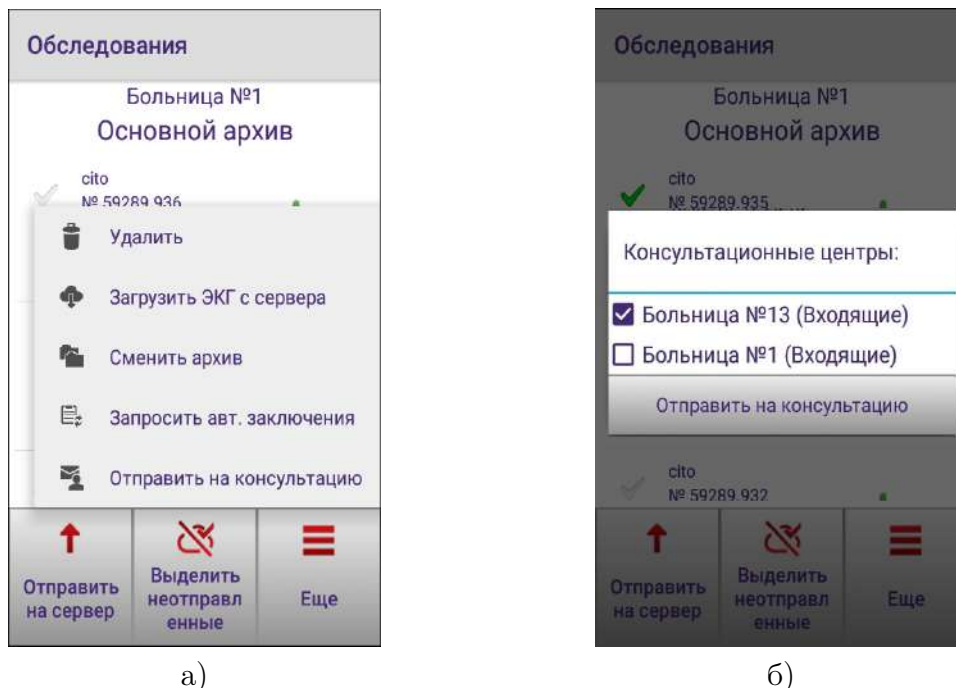 Обследования
Больница №1
Основной архив
cito
№ 59289.936
Удалить
Загрузить ЭКГ с сервера
Сменить архив
Запросить авт. заключения
Отправить на консультацию
Отправить
на сервер
Выделить
неотправл
енные
Еще
а)
Обследования
Больница №1
Основной архив
cito
№ 59289.935
Консультационные центры:
Больница №13 (Входящие)
Больница №1 (Входящие)
Отправить на консультацию
cito
№ 59289.932
Отправить
на сервер
Выделить
неотправл
енные
Еще
б)